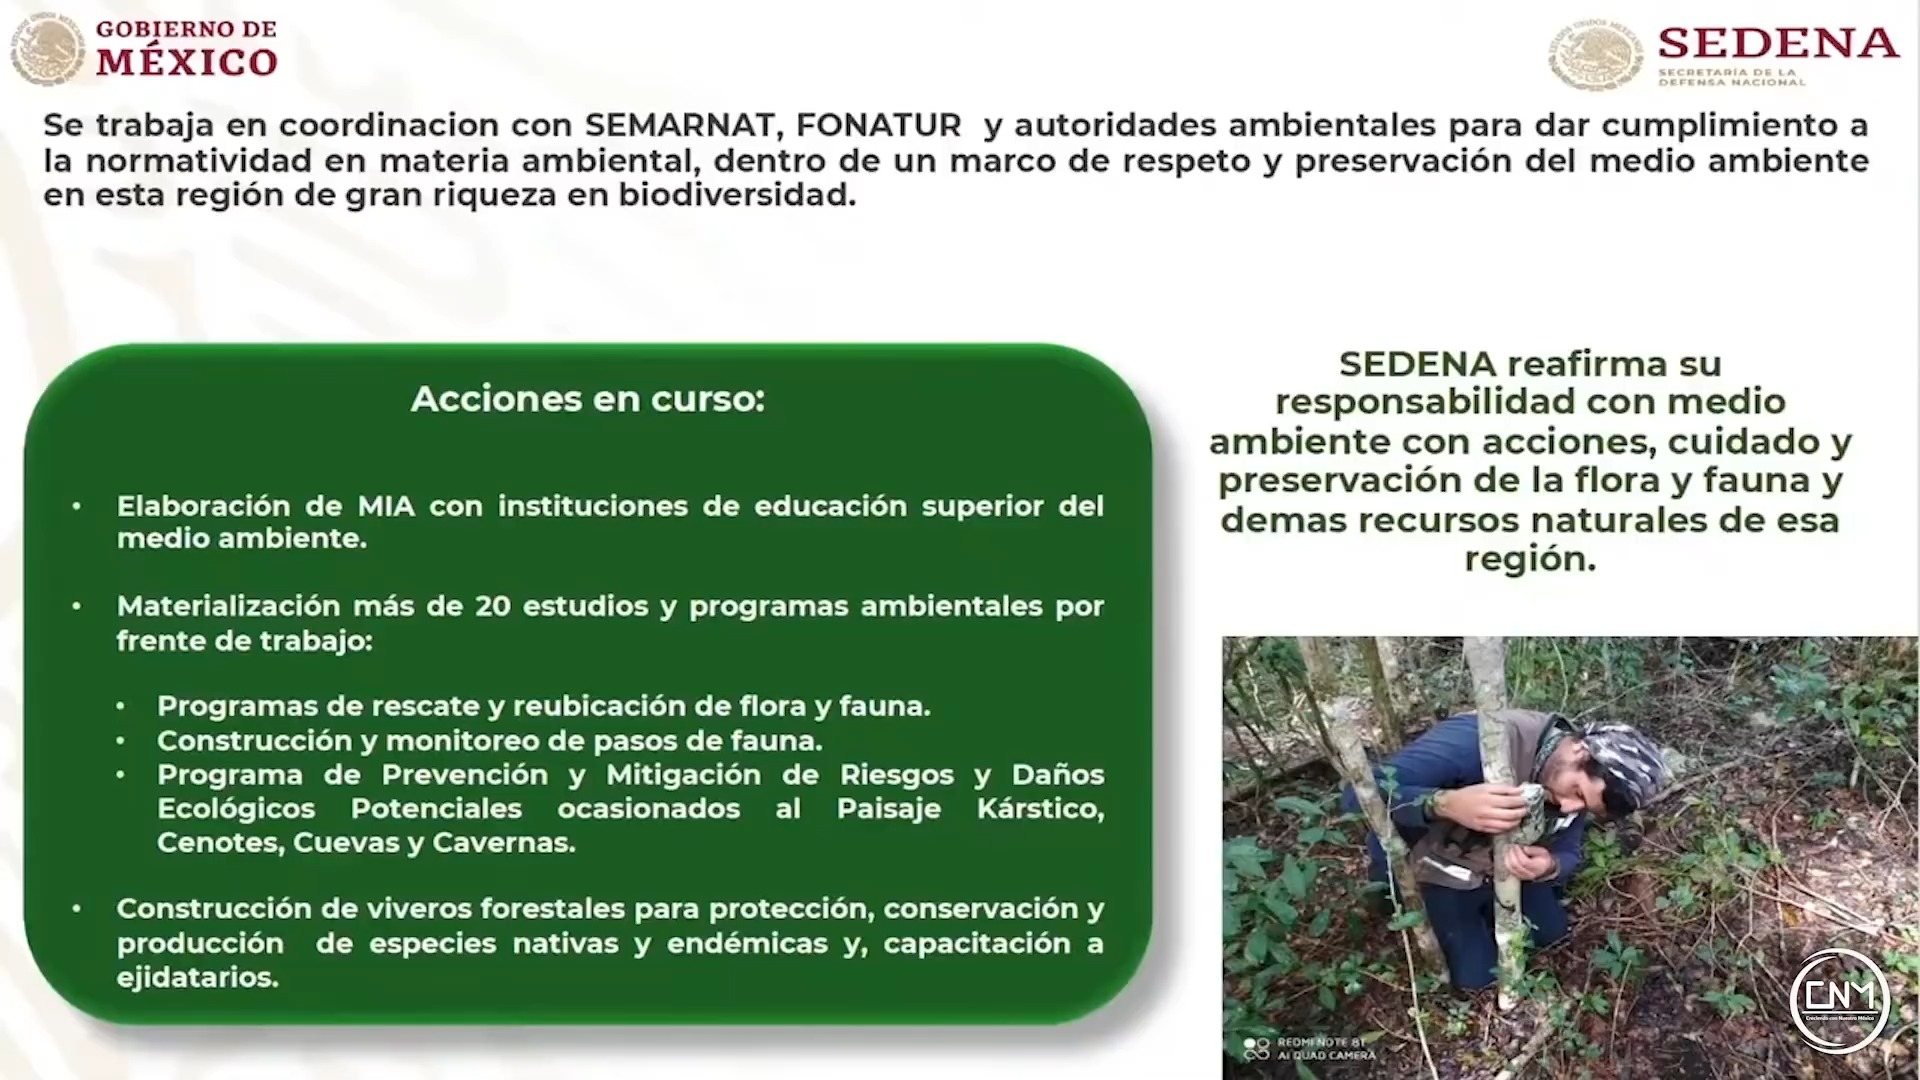 GOBIERNO DE
MÉXICO
SEDENA
SECRETARÍA DE LA
DEFENSA NACIONAL
Se trabaja en coordinacion con SEMARNAT, FONATUR y autoridades ambientales para dar cumplimiento a
la normatividad en materia ambiental, dentro de un marco de respeto y preservación del medio ambiente
en esta región de gran riqueza en biodiversidad.
Acciones en curso:
• Elaboración de MIA con instituciones de educación superior del
medio ambiente.
• Materialización más de 20 estudios y programas ambientales por
frente de trabajo:
• Programas de rescate y reubicación de flora y fauna.
• Construcción y monitoreo de pasos de fauna.
• Programa de Prevención y Mitigación de Riesgos y Daños
Ecológicos Potenciales ocasionados al Paisaje Kárstico,
Cenotes, Cuevas y Cavernas.
• Construcción de viveros forestales para protección, conservación y
producción de especies nativas y endémicas y, capacitación a
ejidatarios.
SEDENA reafirma su
responsabilidad con medio
ambiente con acciones, cuidado y
preservación de la flora y fauna y
demas recursos naturales de esa
región.
REDMI NOTE 8T
AI QUAD CAMERA
CNM
Creciendo con Nuestro México